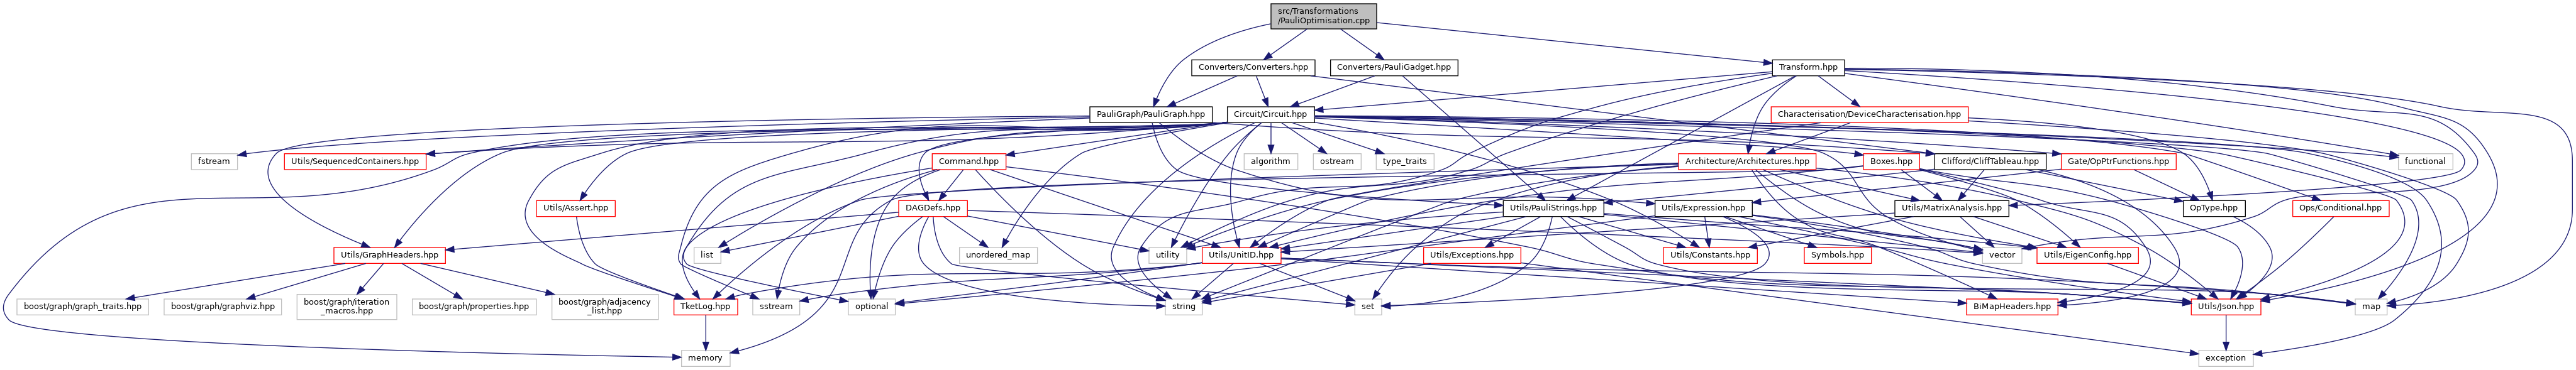 src/Transformations
/PauliOptimisation.cpp
Converters/Converters.hpp
Converters/PauliGadget.hpp
Transform.hpp
PauliGraph/PauliGraph.hpp
Circuit/Circuit.hpp
Characterisation/DeviceCharacterisation.hpp
fstream
Utils/SequencedContainers.hpp
Command.hpp
algorithm
ostream
type_traits
Architecture/Architectures.hpp
Boxes.hpp
Clifford/CliffTableau.hpp
Gate/OpPtrFunctions.hpp
functional
Utils/Assert.hpp
DAGDefs.hpp
Utils/PauliStrings.hpp
Utils/Expression.hpp
Utils/MatrixAnalysis.hpp
OpType.hpp
Ops/Conditional.hpp
Utils/GraphHeaders.hpp
list
unordered_map
utility
Utils/UnitID.hpp
Utils/Exceptions.hpp
Utils/Constants.hpp
Symbols.hpp
vector
Utils/EigenConfig.hpp
boost/graph/graph_traits.hpp
boost/graph/graphviz.hpp
boost/graph/iteration
_macros.hpp
boost/graph/properties.hpp
boost/graph/adjacency
_list.hpp
TketLog.hpp
sstream
optional
string
set
BiMapHeaders.hpp
Utils/Json.hpp
map
memory
exception